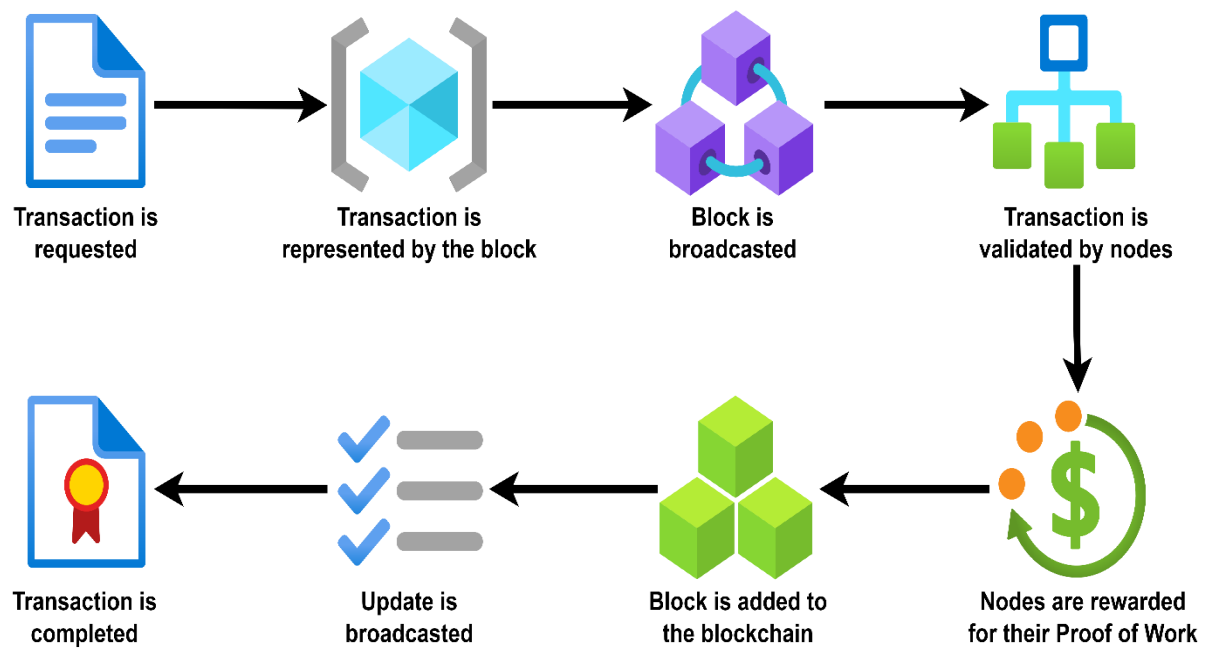 Transaction is
requested
Transaction is
represented by the block
Block is
broadcasted
Transaction is
validated by nodes
Nodes are rewarded
for their Proof of Work
Block is added to
the blockchain
Update is
broadcasted
Transaction is
completed